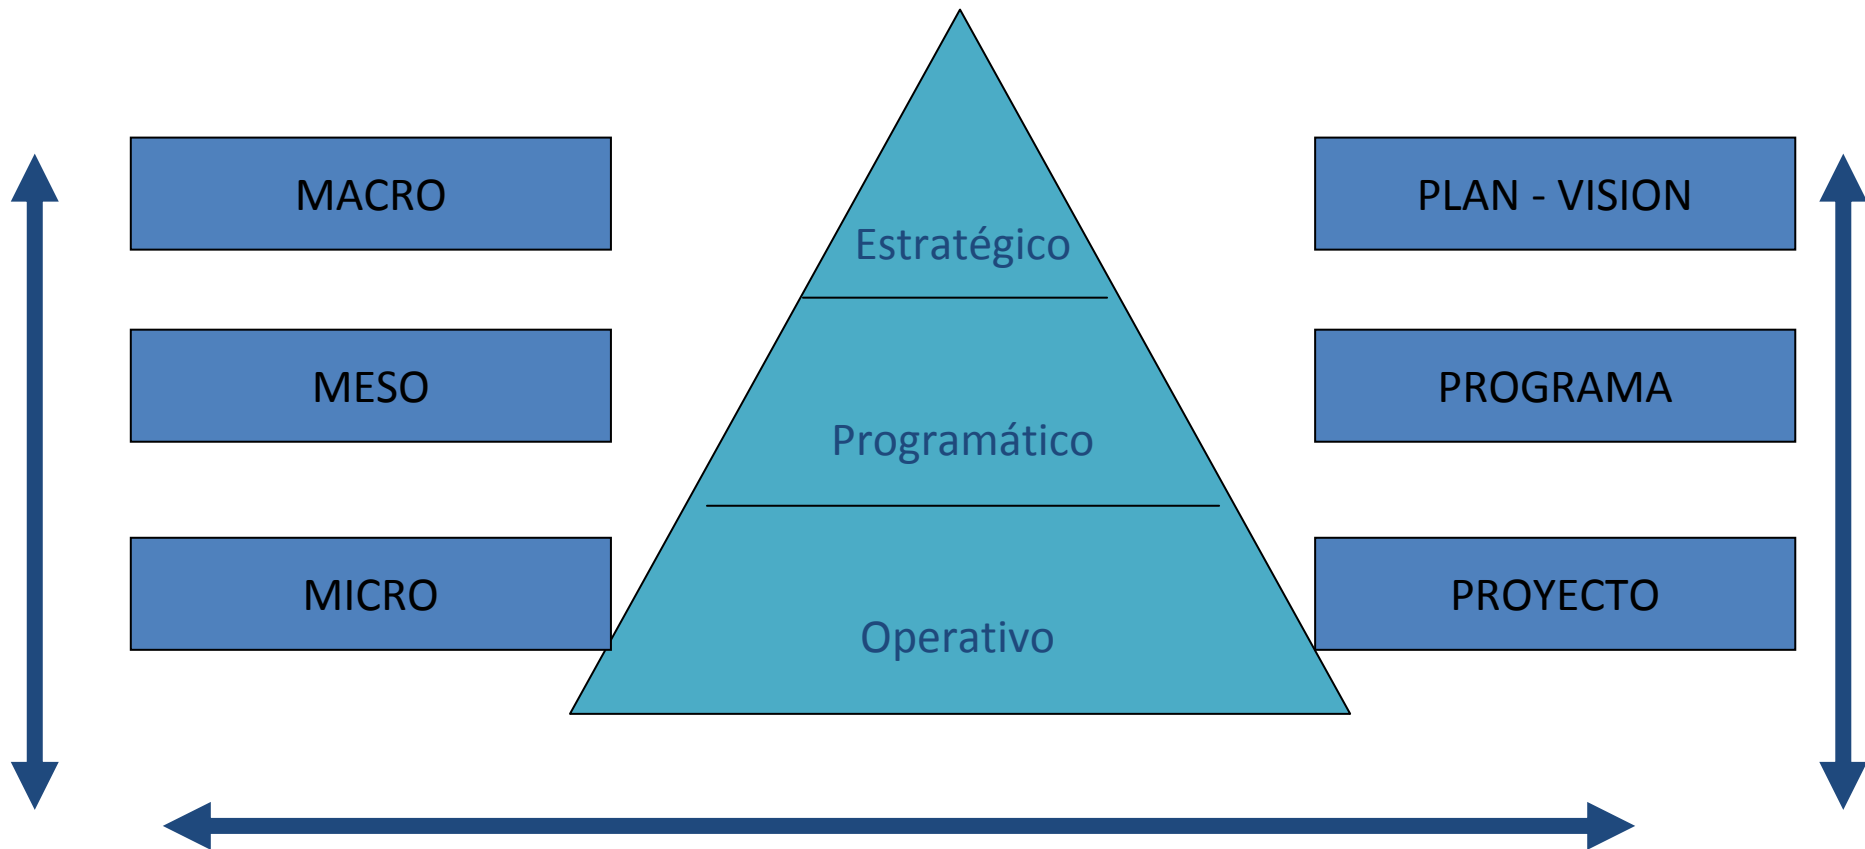 MACRO
PLAN - VISION
Estratégico
MESO
PROGRAMA
Programático
MICRO
PROYECTO
Operativo